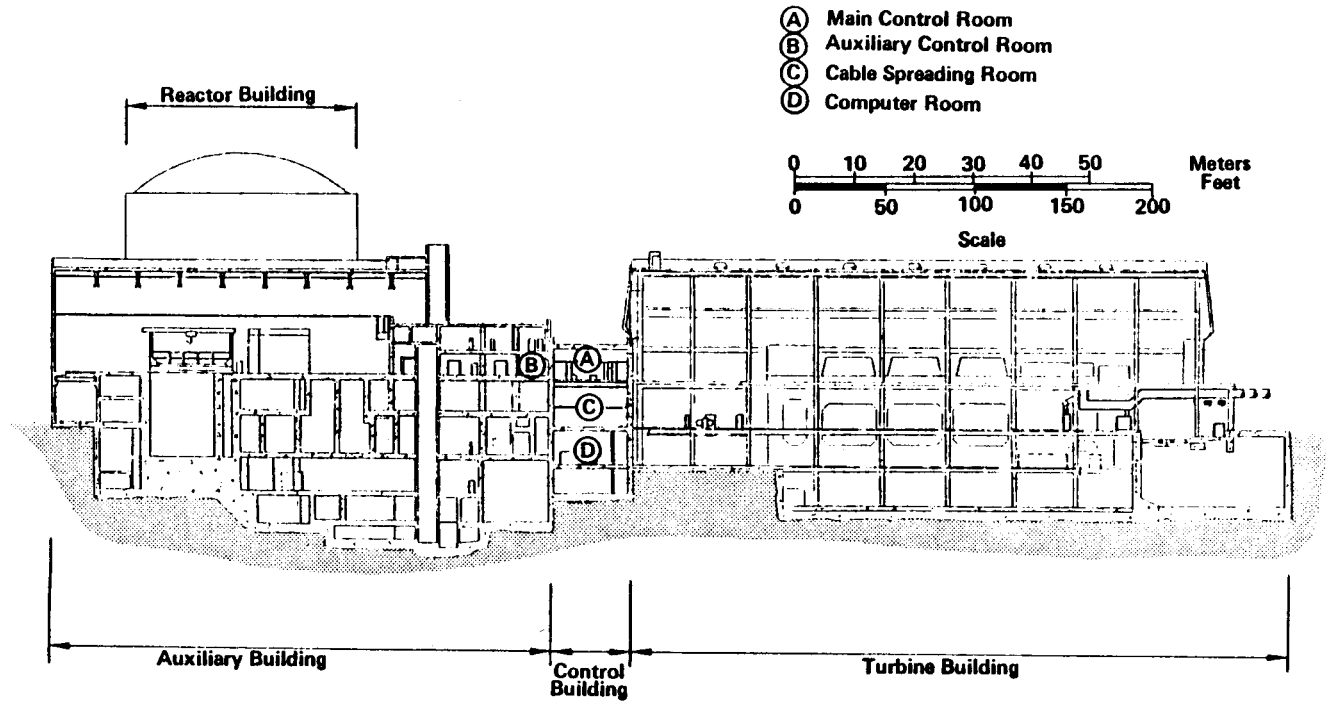 Ⓐ Main Control Room
Ⓑ Auxiliary Control Room
Ⓒ Cable Spreading Room
Ⓓ Computer Room
Reactor Building
0 10 20 30 40 50 Meters
Feet
0 50 100 150 200
Scale
B
A
C
D
Auxiliary Building
Control
Building
Turbine Building